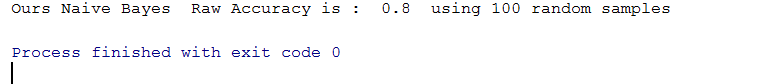 Ours Naive Bayes  Raw Accuracy is :  0.8  using 100 random samples
Process finished with exit code 0